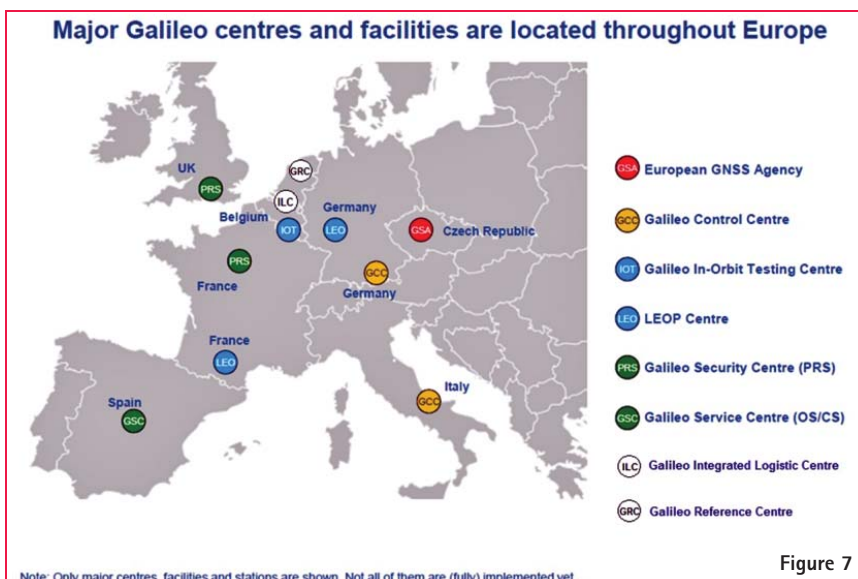 Major Galileo centres and facilities are located throughout Europe
UK
PRS
GRC
ILC
Belgium
IOT
Germany
LEO
GSA
Czech Republic
PRS
France
GCC
Germany
France
LEO
Spain
GSC
Italy
GCC
GSA European GNSS Agency
GCC Galileo Control Centre
IOT Galileo In-Orbit Testing Centre
LEO LEOP Centre
PRS Galileo Security Centre (PRS)
GSC Galileo Service Centre (OS/CS)
ILC Galileo Integrated Logistic Centre
GRC Galileo Reference Centre
Note: Only major centres, facilities and stations are shown. Not all of them are (fully) implemented yet
Figure 7